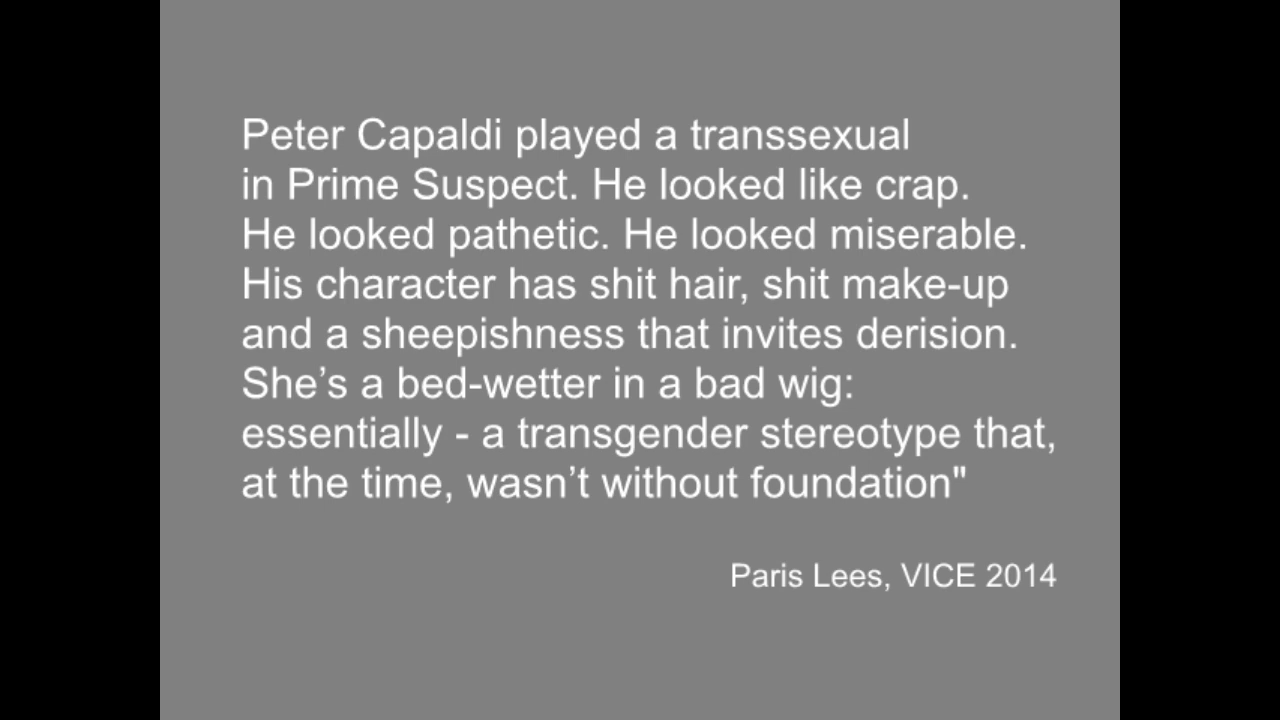 Peter Capaldi played a transsexual
in Prime Suspect. He looked like crap.
He looked pathetic. He looked miserable.
His character has shit hair, shit make-up
and a sheepishness that invites derision.
She’s a bed-wetter in a bad wig:
essentially - a transgender stereotype that,
at the time, wasn’t without foundation"
Paris Lees, VICE 2014